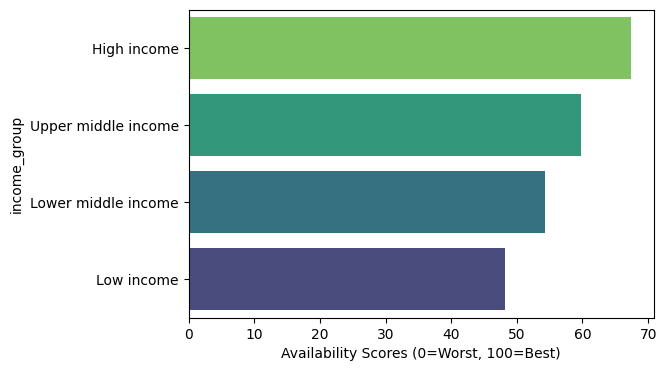 income_group
High income
Upper middle income
Lower middle income
Low income
0 10 20 30 40 50 60 70
Availability Scores (0=Worst, 100=Best)